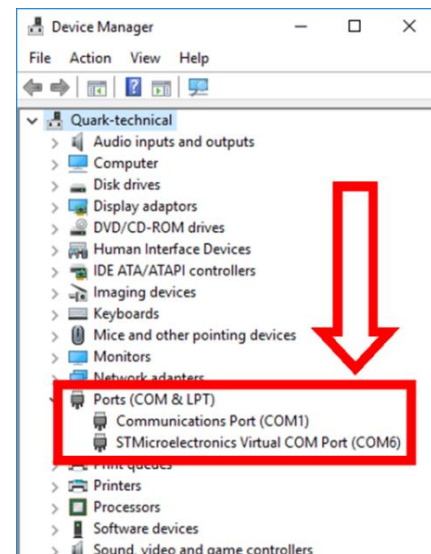 Device Manager
File Action View Help
Quark-technical
Audio inputs and outputs
Computer
Disk drives
Display adaptors
DVD/CD-ROM drives
Human Interface Devices
IDE ATA/ATAPI controllers
Imaging devices
Keyboards
Mice and other pointing devices
Monitors
Network adapters
Ports (COM & LPT)
Communications Port (COM1)
STMicroelectronics Virtual COM Port (COM6)
Print queues
Printers
Processors
Software devices
Sound, video and game controllers